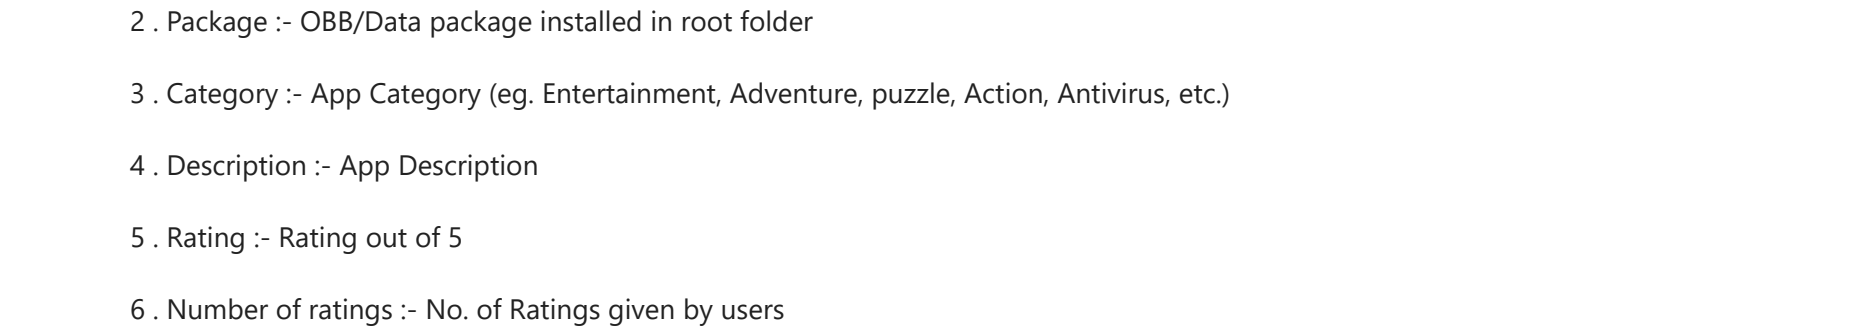 2 . Package :- OBB/Data package installed in root folder
3 . Category :- App Category (eg. Entertainment, Adventure, puzzle, Action, Antivirus, etc.)
4 . Description :- App Description
5 . Rating :- Rating out of 5
6 . Number of ratings :- No. of Ratings given by users